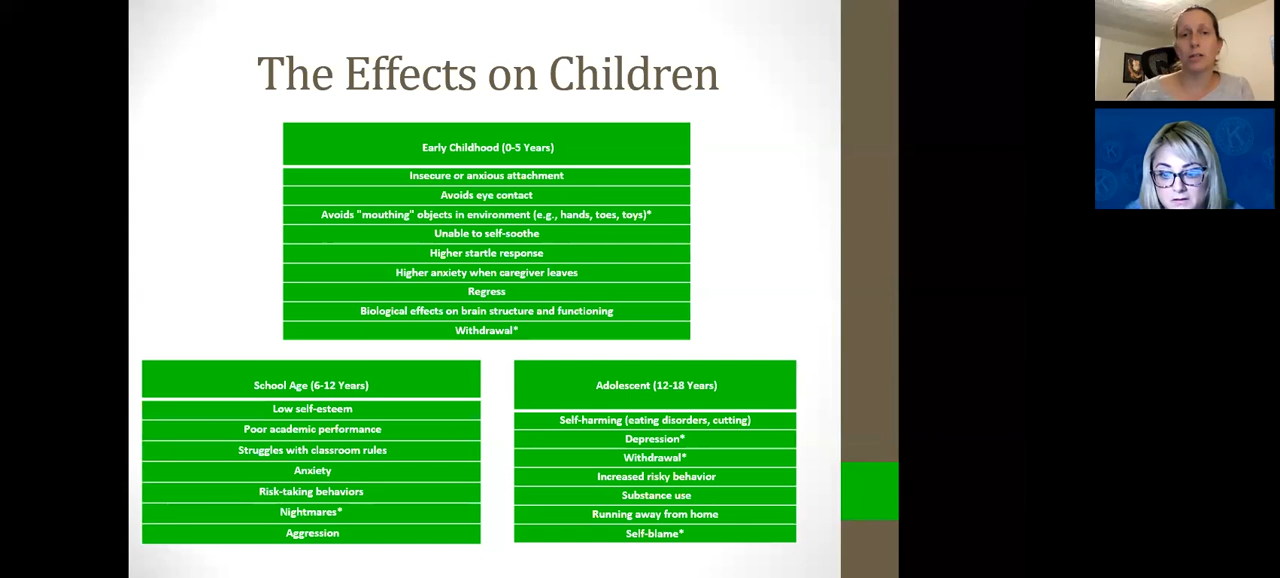 The Effects on Children
Early Childhood (0-5 Years)
Insecure or anxious attachment
Avoids eye contact
Avoids "mouthing" objects in environment (e.g., hands, toes, toys)*
Unable to self-soothe
Higher startle response
Higher anxiety when caregiver leaves
Regress
Biological effects on brain structure and functioning
Withdrawal*
School Age (6-12 Years)
Low self-esteem
Poor academic performance
Struggles with classroom rules
Anxiety
Risk-taking behaviors
Nightmares*
Aggression
Adolescent (12-18 Years)
Self-harming (eating disorders, cutting)
Depression*
Withdrawal*
Increased risky behavior
Substance use
Running away from home
Self-blame*